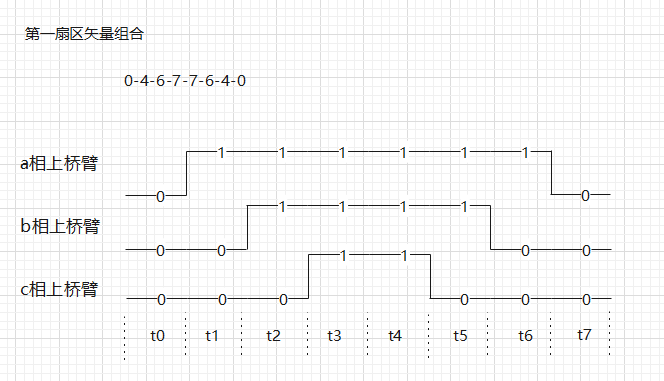 第一扇区矢量组合
0-4-6-7-7-6-4-0
a相上桥臂
0 1 1 1 1 1 1 0
b相上桥臂
0 0 1 1 1 1 0 0
c相上桥臂
0 0 0 1 1 0 0 0
t0 t1 t2 t3 t4 t5 t6 t7